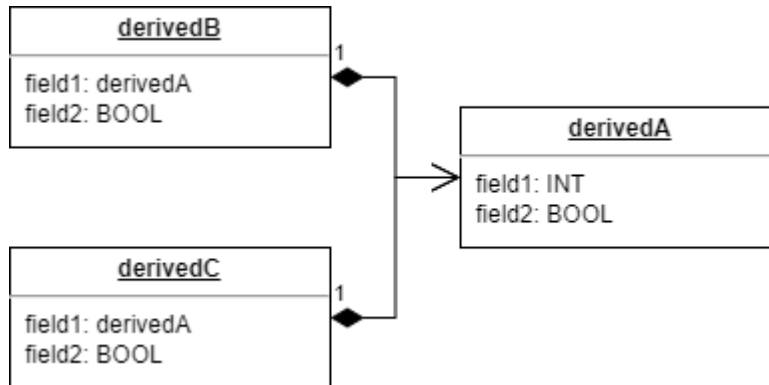 derivedB
1
field1: derivedA
field2: BOOL
derivedA
field1: INT
field2: BOOL
derivedC
1
field1: derivedA
field2: BOOL